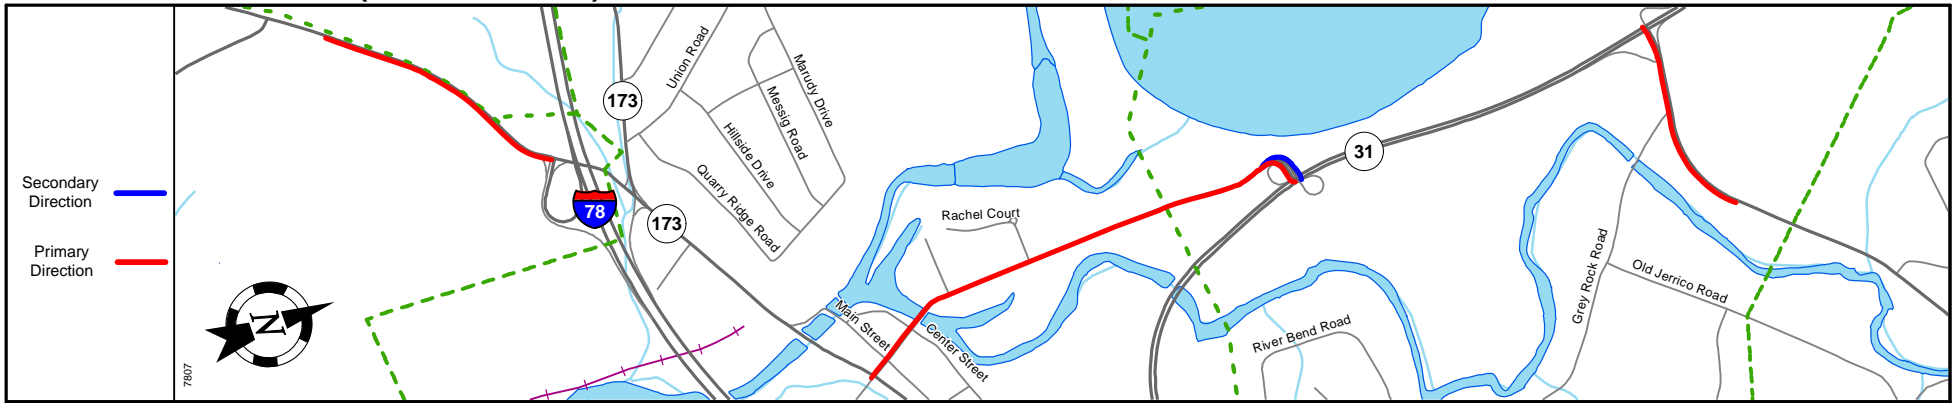 Secondary
Direction
Primary
Direction
7807
N
173
Union Road
Marudy Drive
Messig Road
Hillside Drive
Quarry Ridge Road
78
173
Rachel Court
31
Main Street
Center Street
River Bend Road
Grey Rock Road
Old Jerrico Road